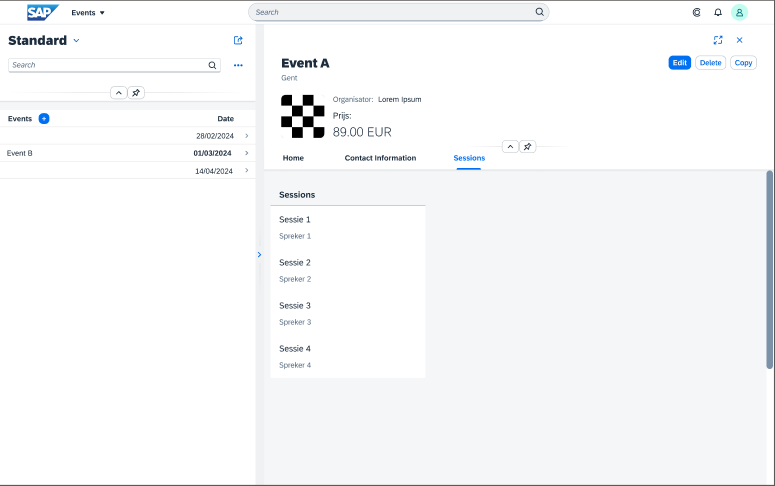 SAP
Events
Search
Standard
Search
Events Date
28/02/2024
Event B 01/03/2024
14/04/2024
Event A
Gent
Edit Delete Copy
Organisator: Lorem Ipsum
Prijs:
89.00 EUR
Home Contact Information Sessions
Sessions
Sessie 1
Spreker 1
Sessie 2
Spreker 2
Sessie 3
Spreker 3
Sessie 4
Spreker 4